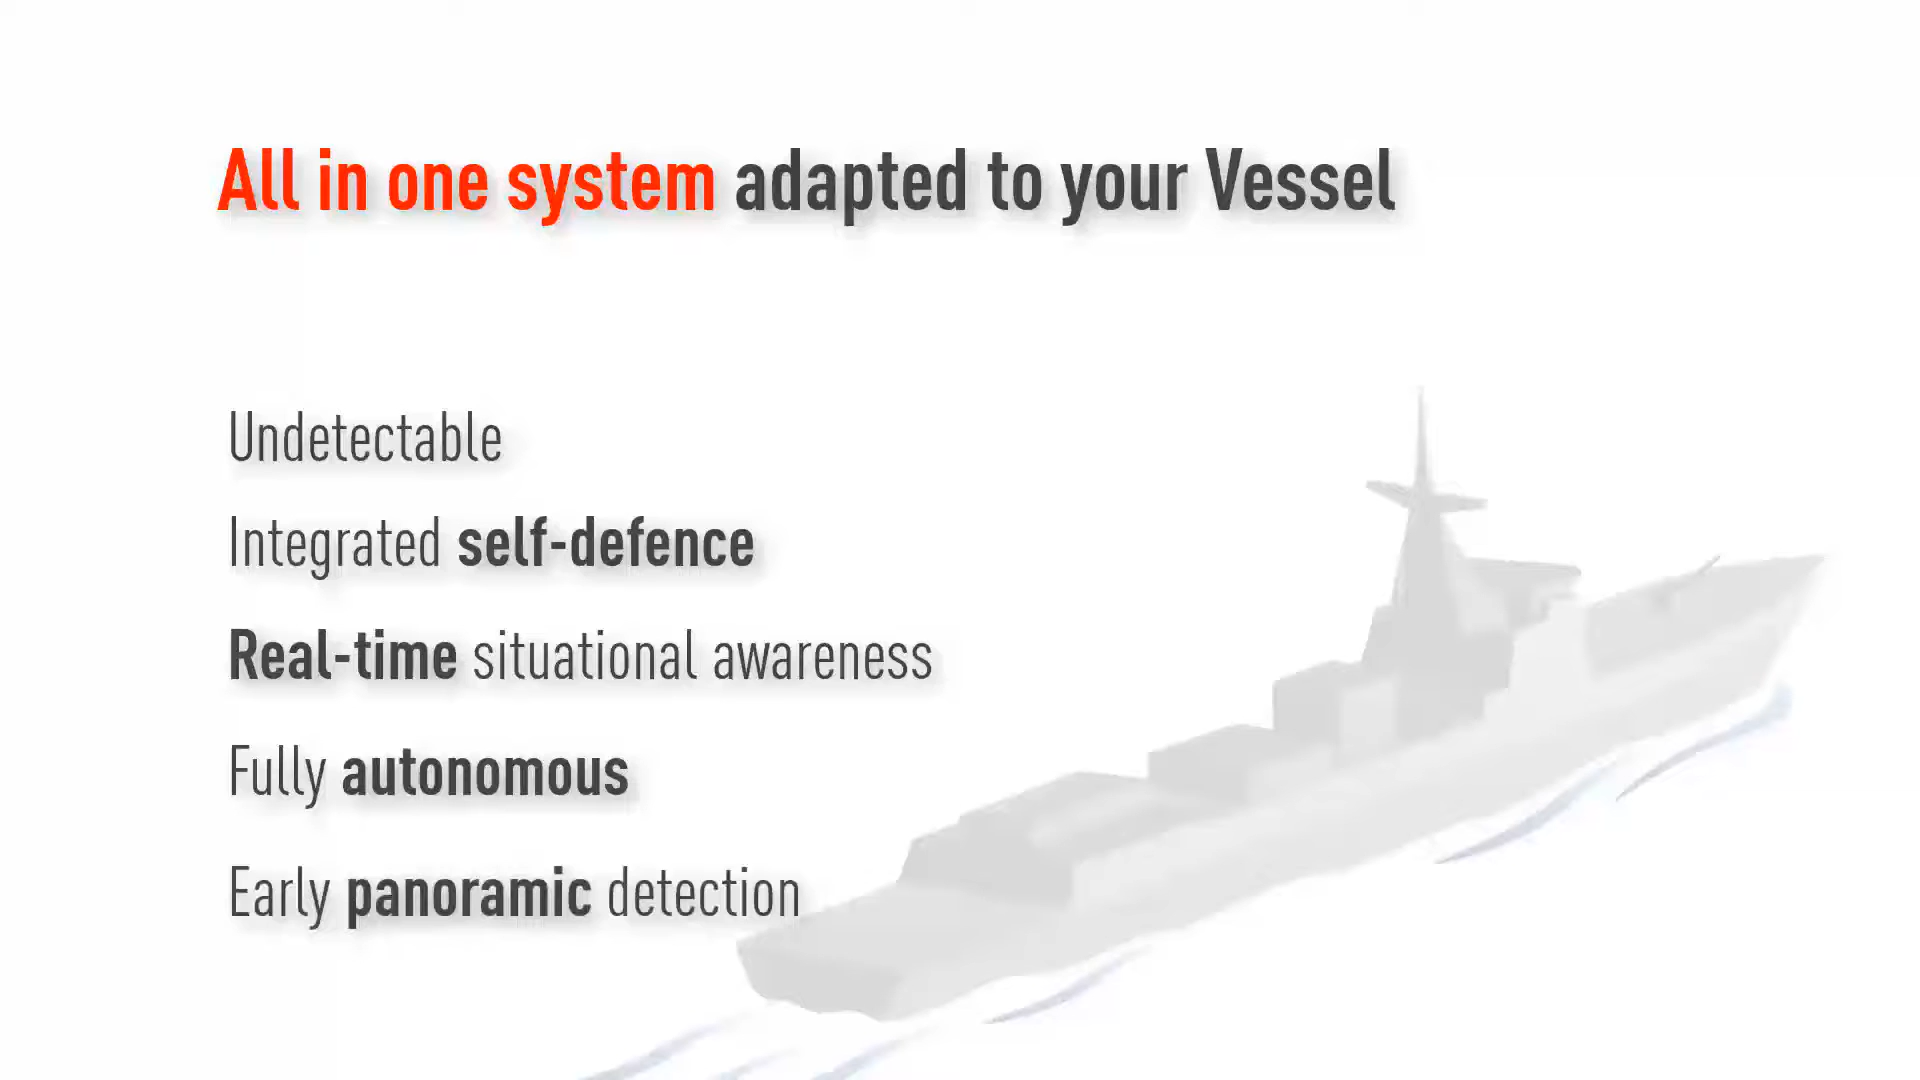 All in one system adapted to your Vessel
Undetectable
Integrated self-defence
Real-time situational awareness
Fully autonomous
Early panoramic detection